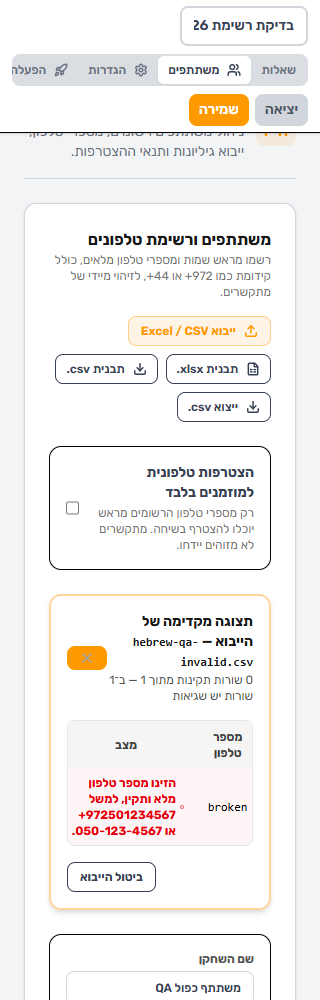 בדיקת רשימת 26
שאלות
משתתפים
הגדרות
הפעלה
יציאה
שמירה
ייבוא גיליונות ותנאי ההצטרפות.
משתתפים ורשימת טלפונים
רשמו מראש שמות ומספרי טלפון מלאים, כולל
קידומת כמו 972+ או 44+, לזיהוי מיידי של
מתקשרים.
ייבוא Excel / CSV
תבנית xlsx.
תבנית csv.
ייצוא csv.
הצטרפות טלפונית
למוזמנים בלבד
רק מספרי טלפון הרשומים מראש
יוכלו להצטרף בשיחה. מתקשרים
לא מזוהים יידחו.
תצוגה מקדימה של
הייבוא — hebrew-qa-
invalid.csv
0 שורות תקינות מתוך 1 — ב־1
שורות יש שגיאות
מספר
טלפון
מצב
broken
הזינו מספר טלפון
מלא ותקין, למשל
972501234567+
או 050-123-4567.
ביטול הייבוא
שם השחקן
משתתף כפול QA